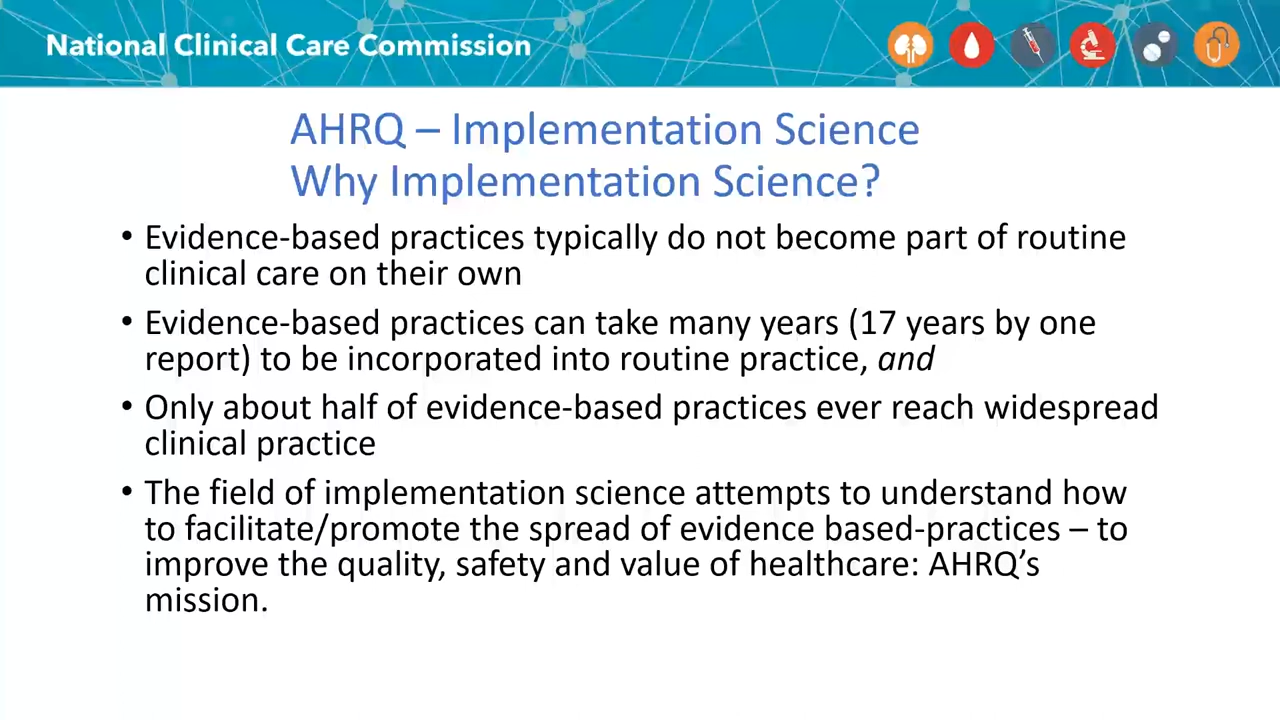 National Clinical Care Commission
AHRQ – Implementation Science
Why Implementation Science?
• Evidence-based practices typically do not become part of routine
clinical care on their own
• Evidence-based practices can take many years (17 years by one
report) to be incorporated into routine practice, and
• Only about half of evidence-based practices ever reach widespread
clinical practice
• The field of implementation science attempts to understand how
to facilitate/promote the spread of evidence based-practices – to
improve the quality, safety and value of healthcare: AHRQ’s
mission.